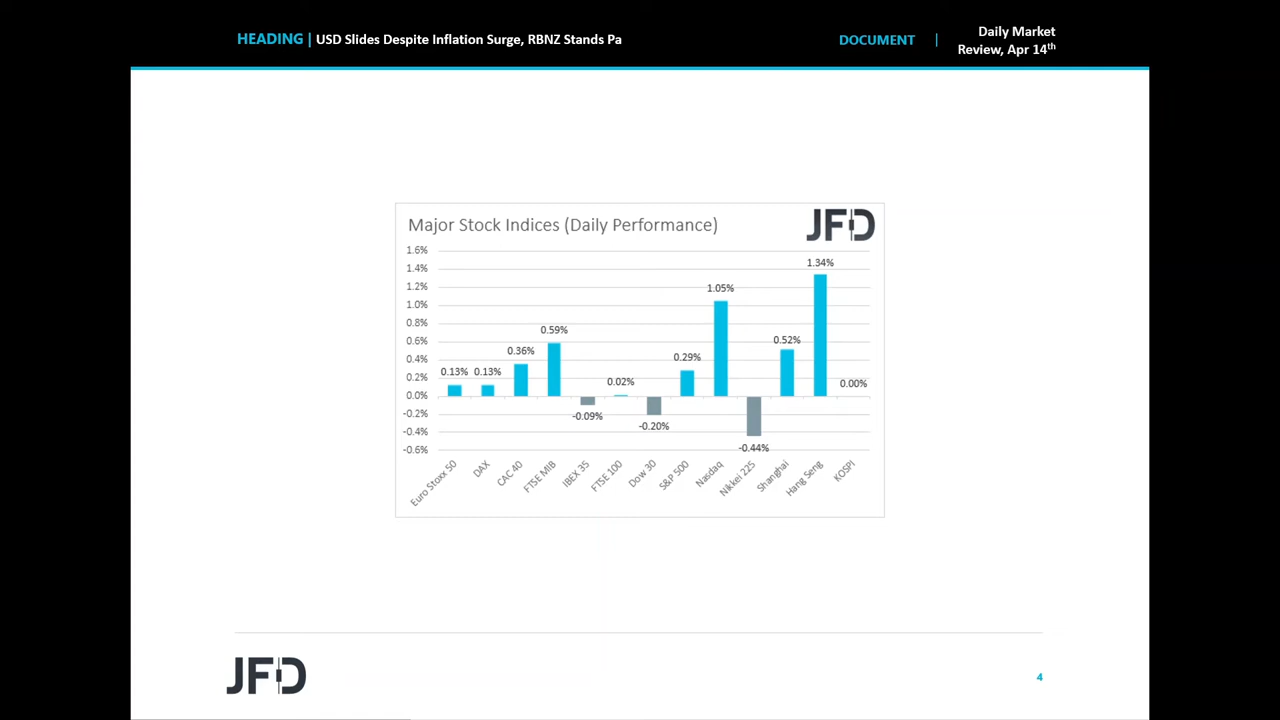 HEADING | USD Slides Despite Inflation Surge, RBNZ Stands Pa
DOCUMENT | Daily Market
Review, Apr 14th
Major Stock Indices (Daily Performance)
JFD
1.6%
1.4%
1.2%
1.0%
0.8%
0.6%
0.4%
0.2%
0.0%
-0.2%
-0.4%
-0.6%
0.13%
0.13%
0.36%
0.59%
-0.09%
0.02%
-0.20%
0.29%
1.05%
-0.44%
0.52%
1.34%
0.00%
Euro Stoxx 50
DAX
CAC 40
FTSE MIB
IBEX 35
FTSE 100
Dow 30
S&P 500
Nasdaq
Nikkei 225
Shanghai
Hang Seng
KOSPI
JFD
4